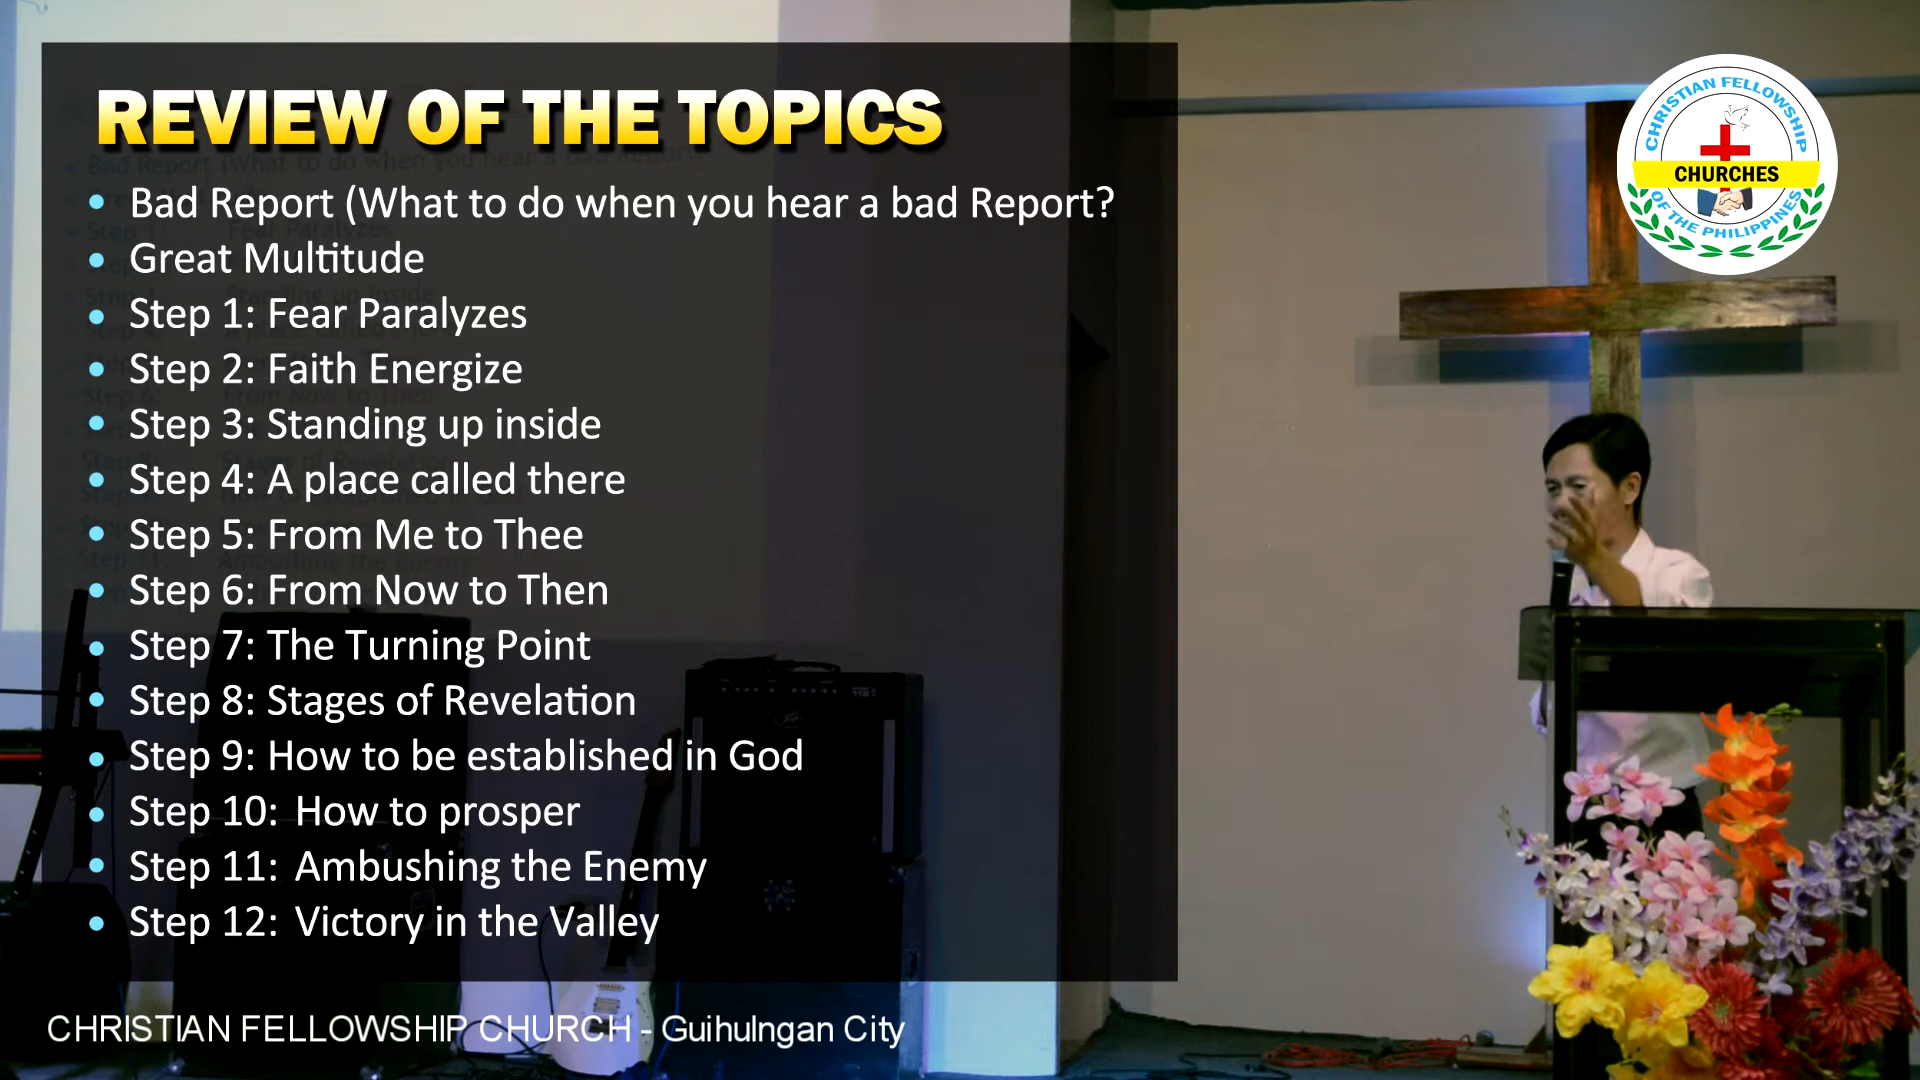 REVIEW OF THE TOPICS
• Bad Report (What to do when you hear a bad Report?
• Great Multitude
• Step 1: Fear Paralyzes
• Step 2: Faith Energize
• Step 3: Standing up inside
• Step 4: A place called there
• Step 5: From Me to Thee
• Step 6: From Now to Then
• Step 7: The Turning Point
• Step 8: Stages of Revelation
• Step 9: How to be established in God
• Step 10: How to prosper
• Step 11: Ambushing the Enemy
• Step 12: Victory in the Valley
CHRISTIAN FELLOWSHIP
CHURCHES
OF THE PHILIPPINES
CHRISTIAN FELLOWSHIP CHURCH - Guihulngan City